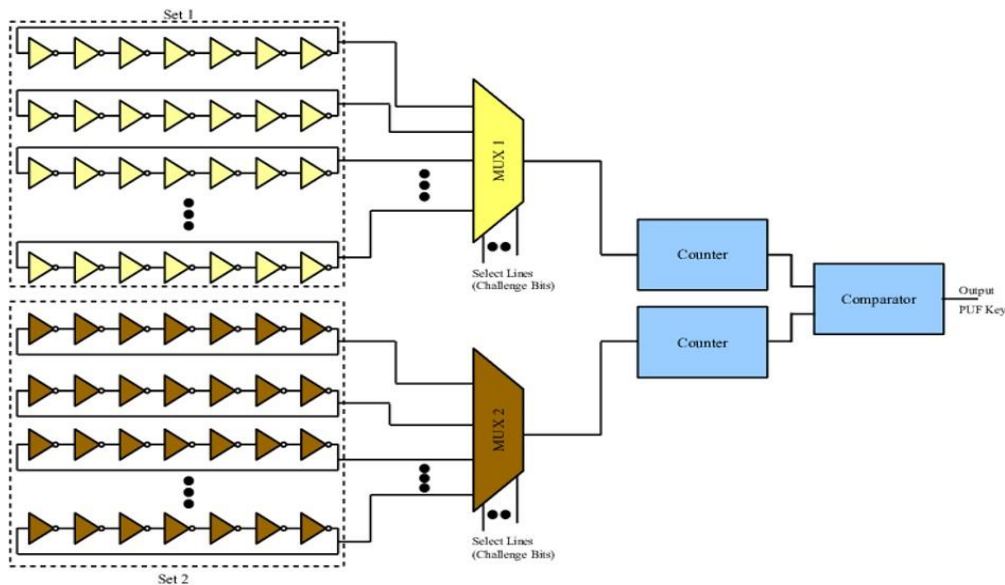 Set 1
MUX 1
Select Lines
(Challenge Bits)
Counter
Counter
Comparator
Output
PUF Key
MUX 2
Select Lines
(Challenge Bits)
Set 2